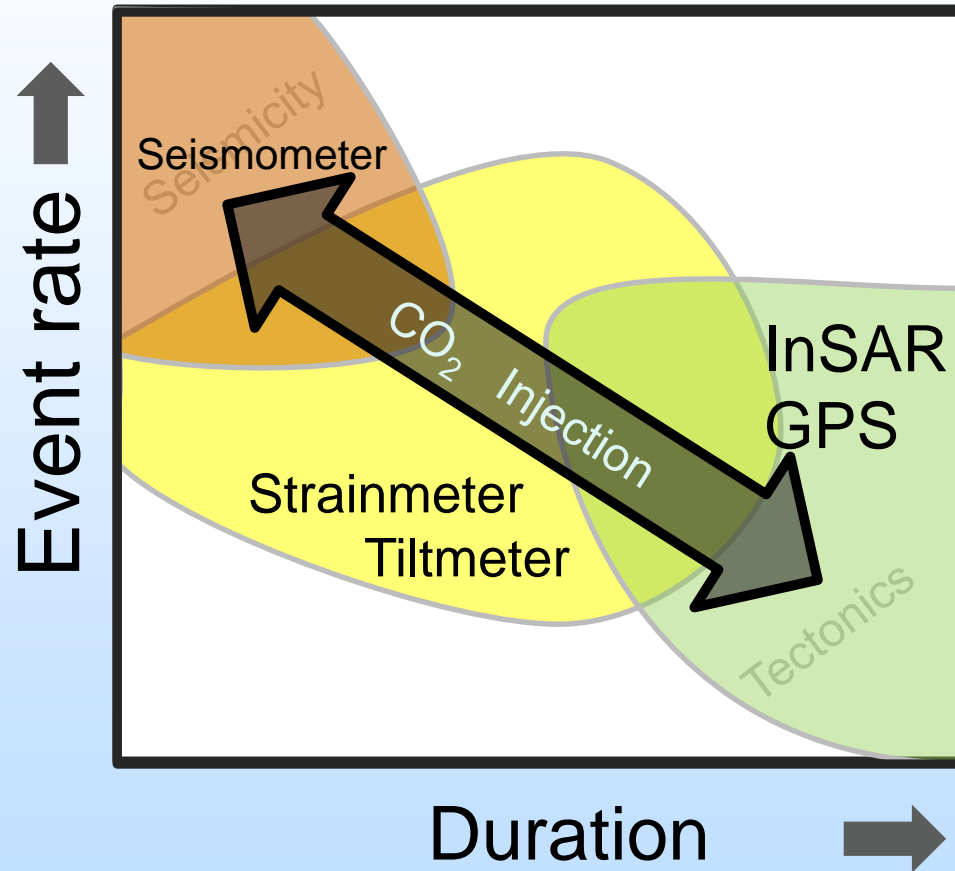 Event rate
Seismicity
Seismometer
CO₂ Injection
InSAR
GPS
Strainmeter
Tiltmeter
Tectonics
Duration